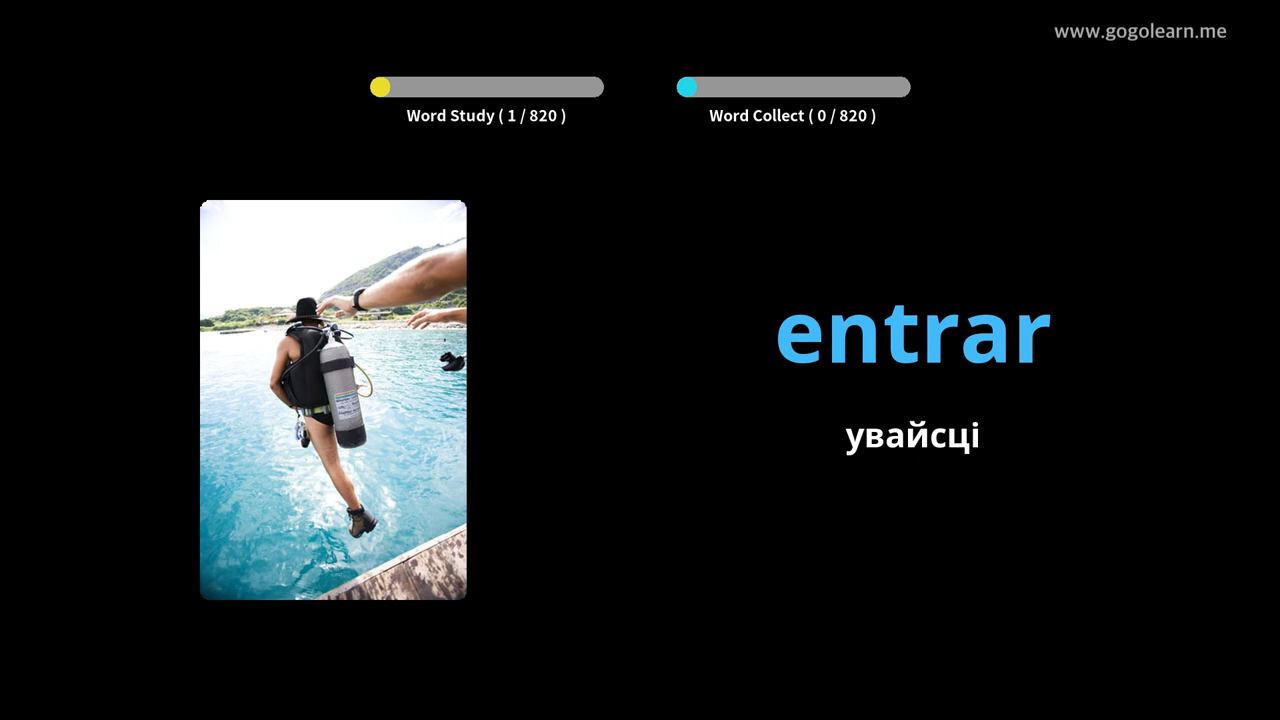 www.gogolearn.me
Word Study ( 1 / 820 )
Word Collect ( 0 / 820 )
entrar
увайсці